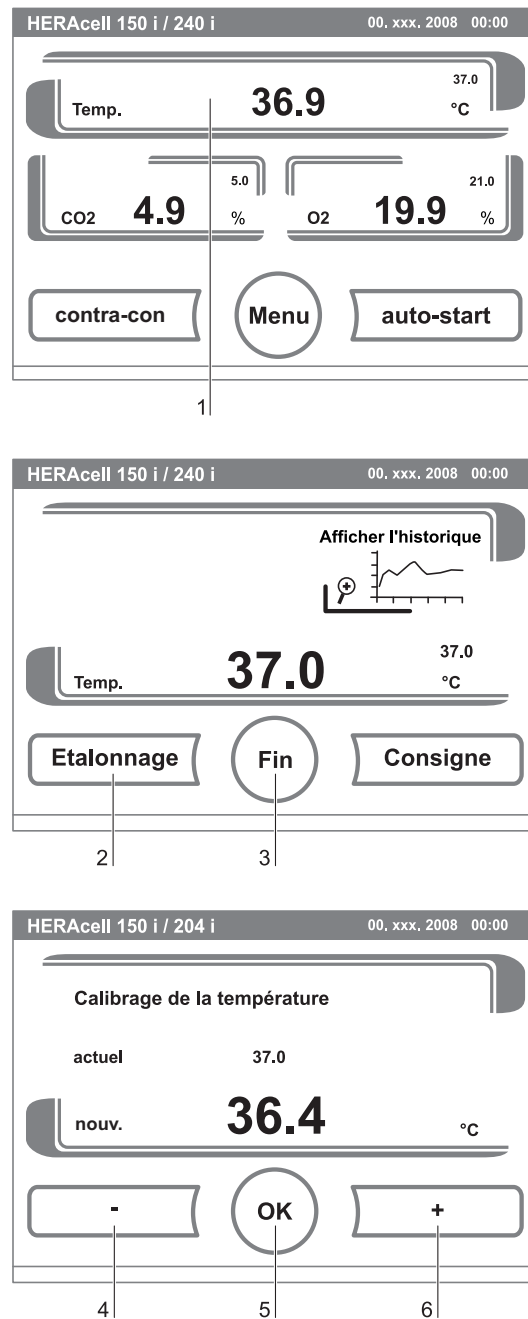 HERAcell 150 i / 240 i 00. xxx. 2008 00:00
37.0
Temp. 36.9 °C
5.0 21.0
CO2 4.9 % O2 19.9 %
contra-con Menu auto-start
1
HERAcell 150 i / 240 i 00. xxx. 2008 00:00
Afficher l'historique
37.0
Temp. 37.0 °C
Etalonnage Fin Consigne
2 3
HERAcell 150 i / 204 i 00. xxx. 2008 00:00
Calibrage de la température
actuel 37.0
nouv. 36.4 °C
- OK +
4 5 6